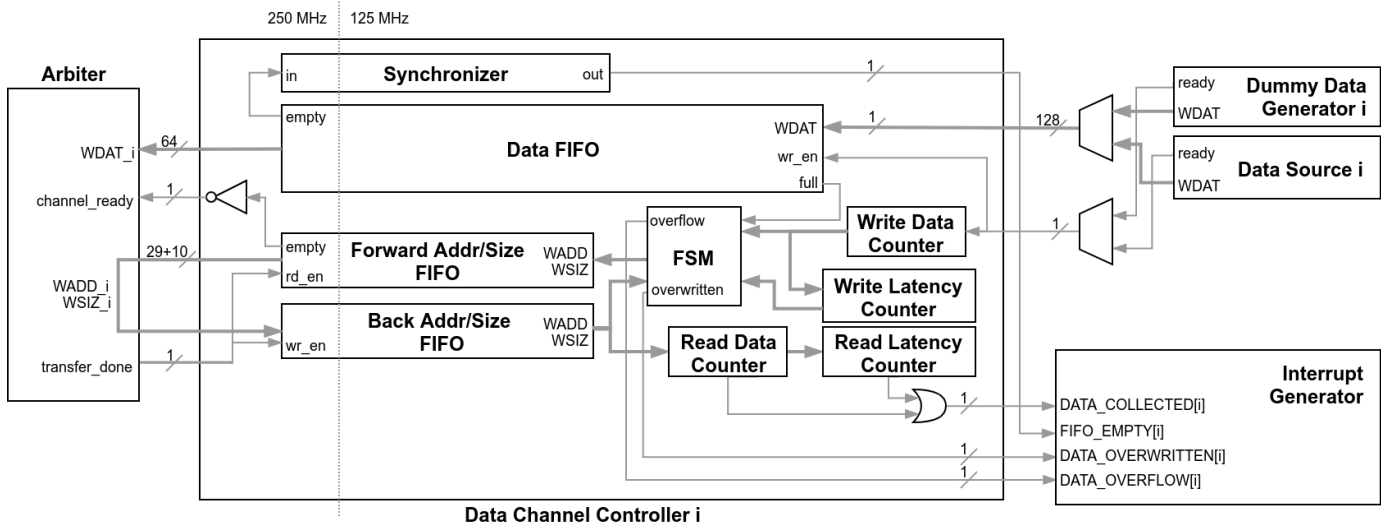 250 MHz
125 MHz
Arbiter
in
Synchronizer
out
1
ready
Dummy Data
Generator i
WDAT
empty
Data FIFO
WDAT
1
128
wr_en
full
ready
Data Source i
WDAT
WDAT_i
64
channel_ready
1
empty
Forward Addr/Size
FIFO
rd_en
WADD
WSIZ
overflow
FSM
overwritten
Write Data
Counter
1
29+10
WADD_i
WSIZ_i
Write Latency
Counter
Back Addr/Size
FIFO
wr_en
WADD
WSIZ
Read Data
Counter
Read Latency
Counter
transfer_done
1
Interrupt
Generator
1
DATA_COLLECTED[i]
FIFO_EMPTY[i]
1
DATA_OVERWRITTEN[i]
1
DATA_OVERFLOW[i]
Data Channel Controller i